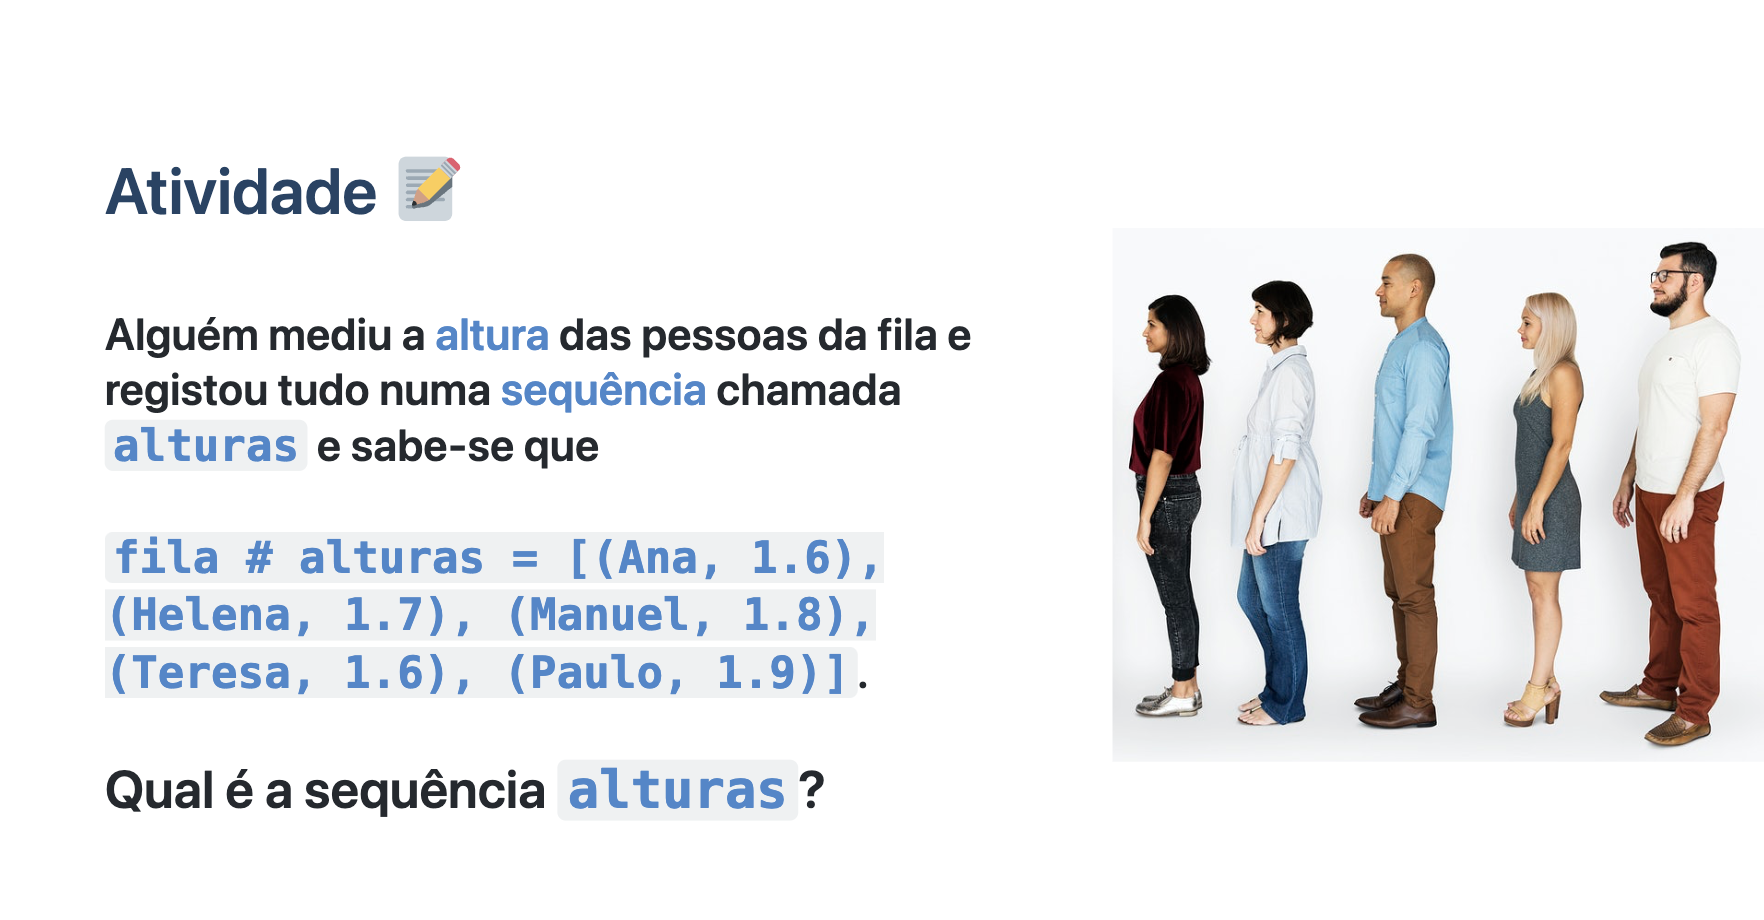 Atividade 📝
Alguém mediu a altura das pessoas da fila e
registou tudo numa sequência chamada
alturas e sabe-se que
fila # alturas = [(Ana, 1.6),
(Helena, 1.7), (Manuel, 1.8),
(Teresa, 1.6), (Paulo, 1.9)].
Qual é a sequência alturas?